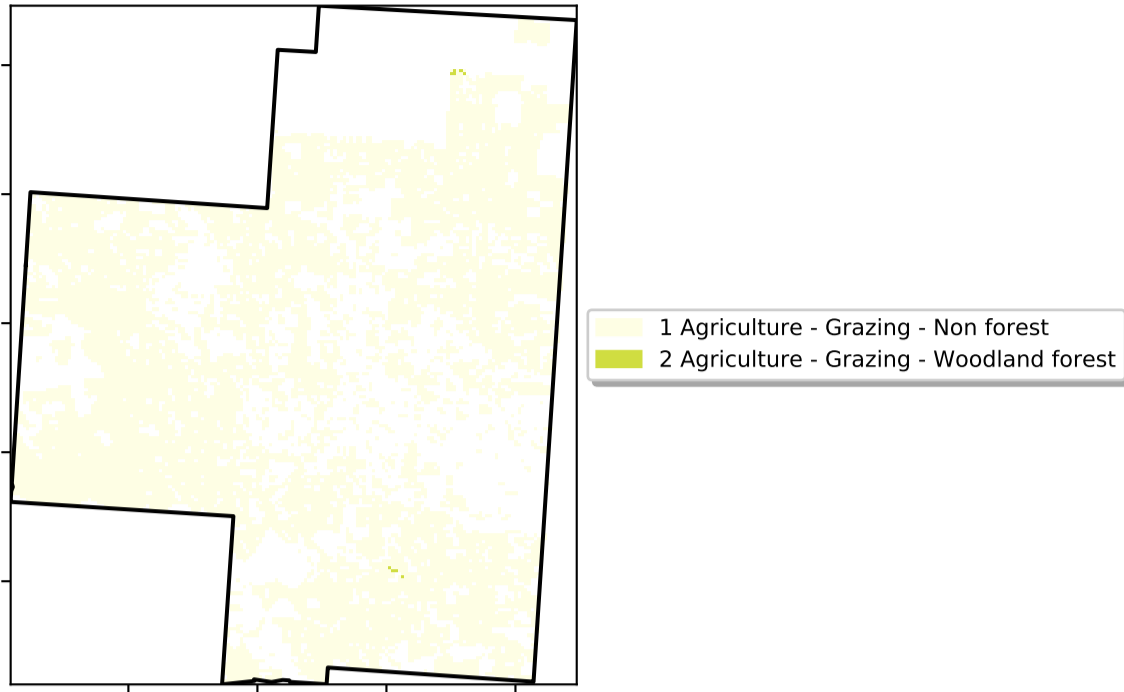 1 Agriculture - Grazing - Non forest
2 Agriculture - Grazing - Woodland forest